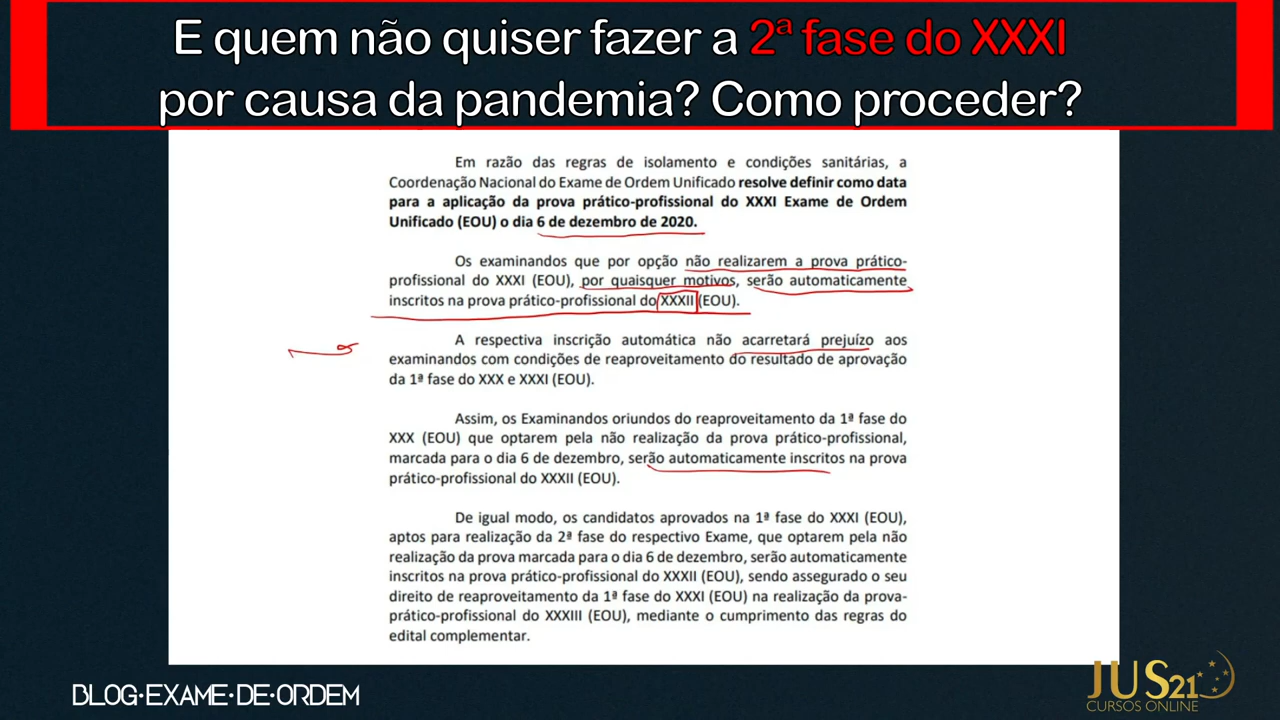 E quem não quiser fazer a 2ª fase do XXXI
por causa da pandemia? Como proceder?
Em razão das regras de isolamento e condições sanitárias, a
Coordenação Nacional do Exame de Ordem Unificado resolve definir como data
para a aplicação da prova prático-profissional do XXXI Exame de Ordem
Unificado (EOU) o dia 6 de dezembro de 2020.
Os examinandos que por opção não realizarem a prova prático-
profissional do XXXI (EOU), por quaisquer motivos, serão automaticamente
inscritos na prova prático-profissional do XXXII (EOU).
A respectiva inscrição automática não acarretará prejuízo aos
examinandos com condições de reaproveitamento do resultado de aprovação
da 1ª fase do XXX e XXXI (EOU).
Assim, os Examinandos oriundos do reaproveitamento da 1ª fase do
XXX (EOU) que optarem pela não realização da prova prático-profissional,
marcada para o dia 6 de dezembro, serão automaticamente inscritos na prova
prático-profissional do XXXII (EOU).
De igual modo, os candidatos aprovados na 1ª fase do XXXI (EOU),
aptos para realização da 2ª fase do respectivo Exame, que optarem pela não
realização da prova marcada para o dia 6 de dezembro, serão automaticamente
inscritos na prova prático-profissional do XXXII (EOU), sendo assegurado o seu
direito de reaproveitamento da 1ª fase do XXXI (EOU) na realização da prova-
prático-profissional do XXXIII (EOU), mediante o cumprimento das regras do
edital complementar.
BLOG·EXAME·DE·ORDEM
JUS21
CURSOS ONLINE